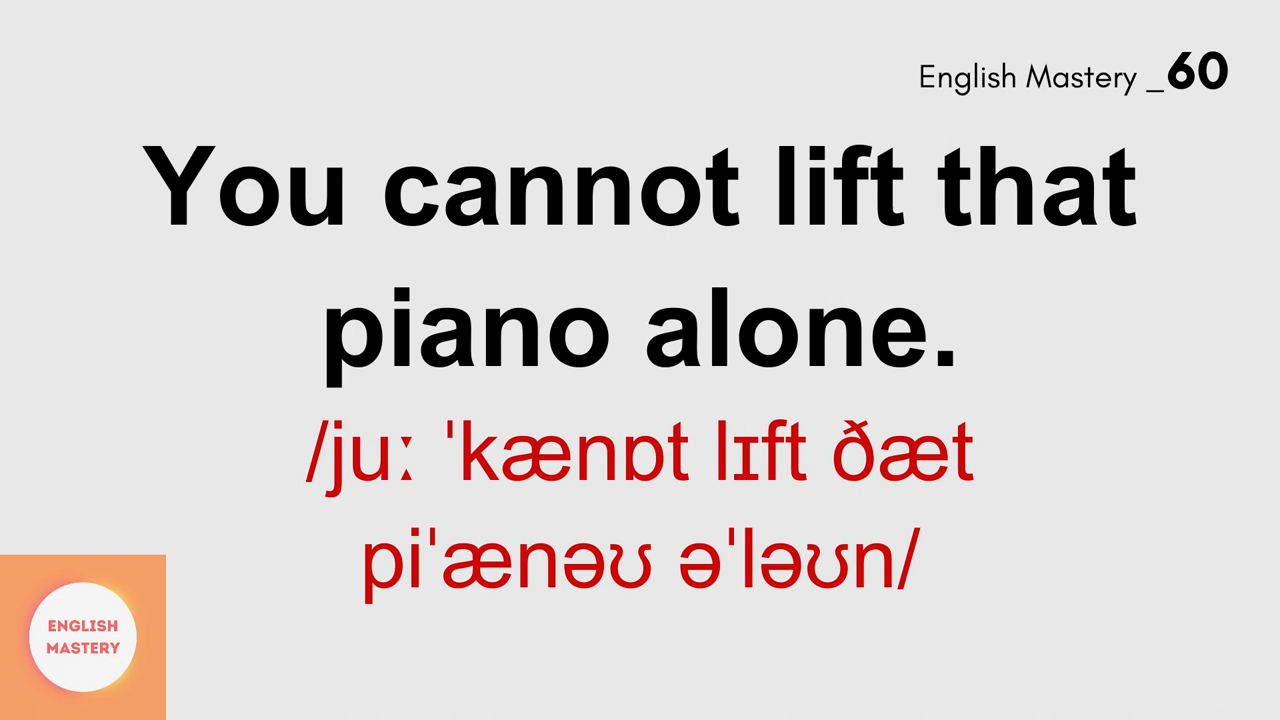 English Mastery _60
You cannot lift that
piano alone.
/juː ˈkænɒt lɪft ðæt
piˈænəʊ əˈləʊn/
ENGLISH
MASTERY